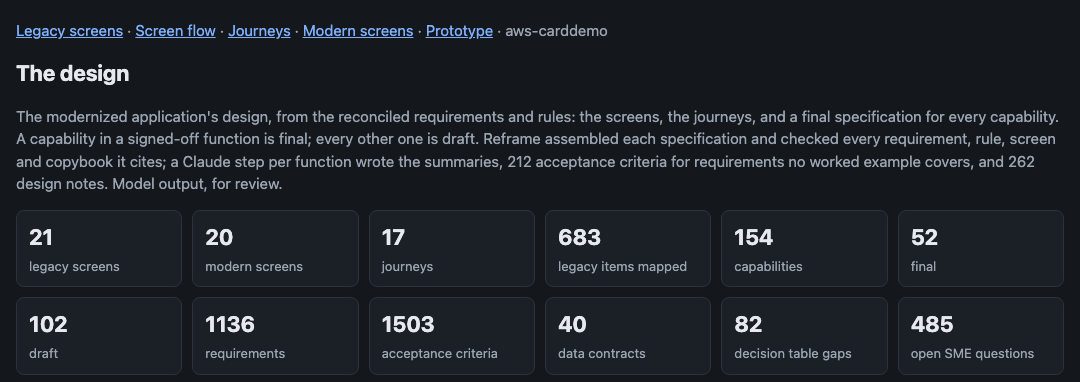 Legacy screens · Screen flow · Journeys · Modern screens · Prototype · aws-carddemo
The design
The modernized application's design, from the reconciled requirements and rules: the screens, the journeys, and a final specification for every capability.
A capability in a signed-off function is final; every other one is draft. Reframe assembled each specification and checked every requirement, rule, screen
and copybook it cites; a Claude step per function wrote the summaries, 212 acceptance criteria for requirements no worked example covers, and 262
design notes. Model output, for review.
21
legacy screens
20
modern screens
17
journeys
683
legacy items mapped
154
capabilities
52
final
102
draft
1136
requirements
1503
acceptance criteria
40
data contracts
82
decision table gaps
485
open SME questions